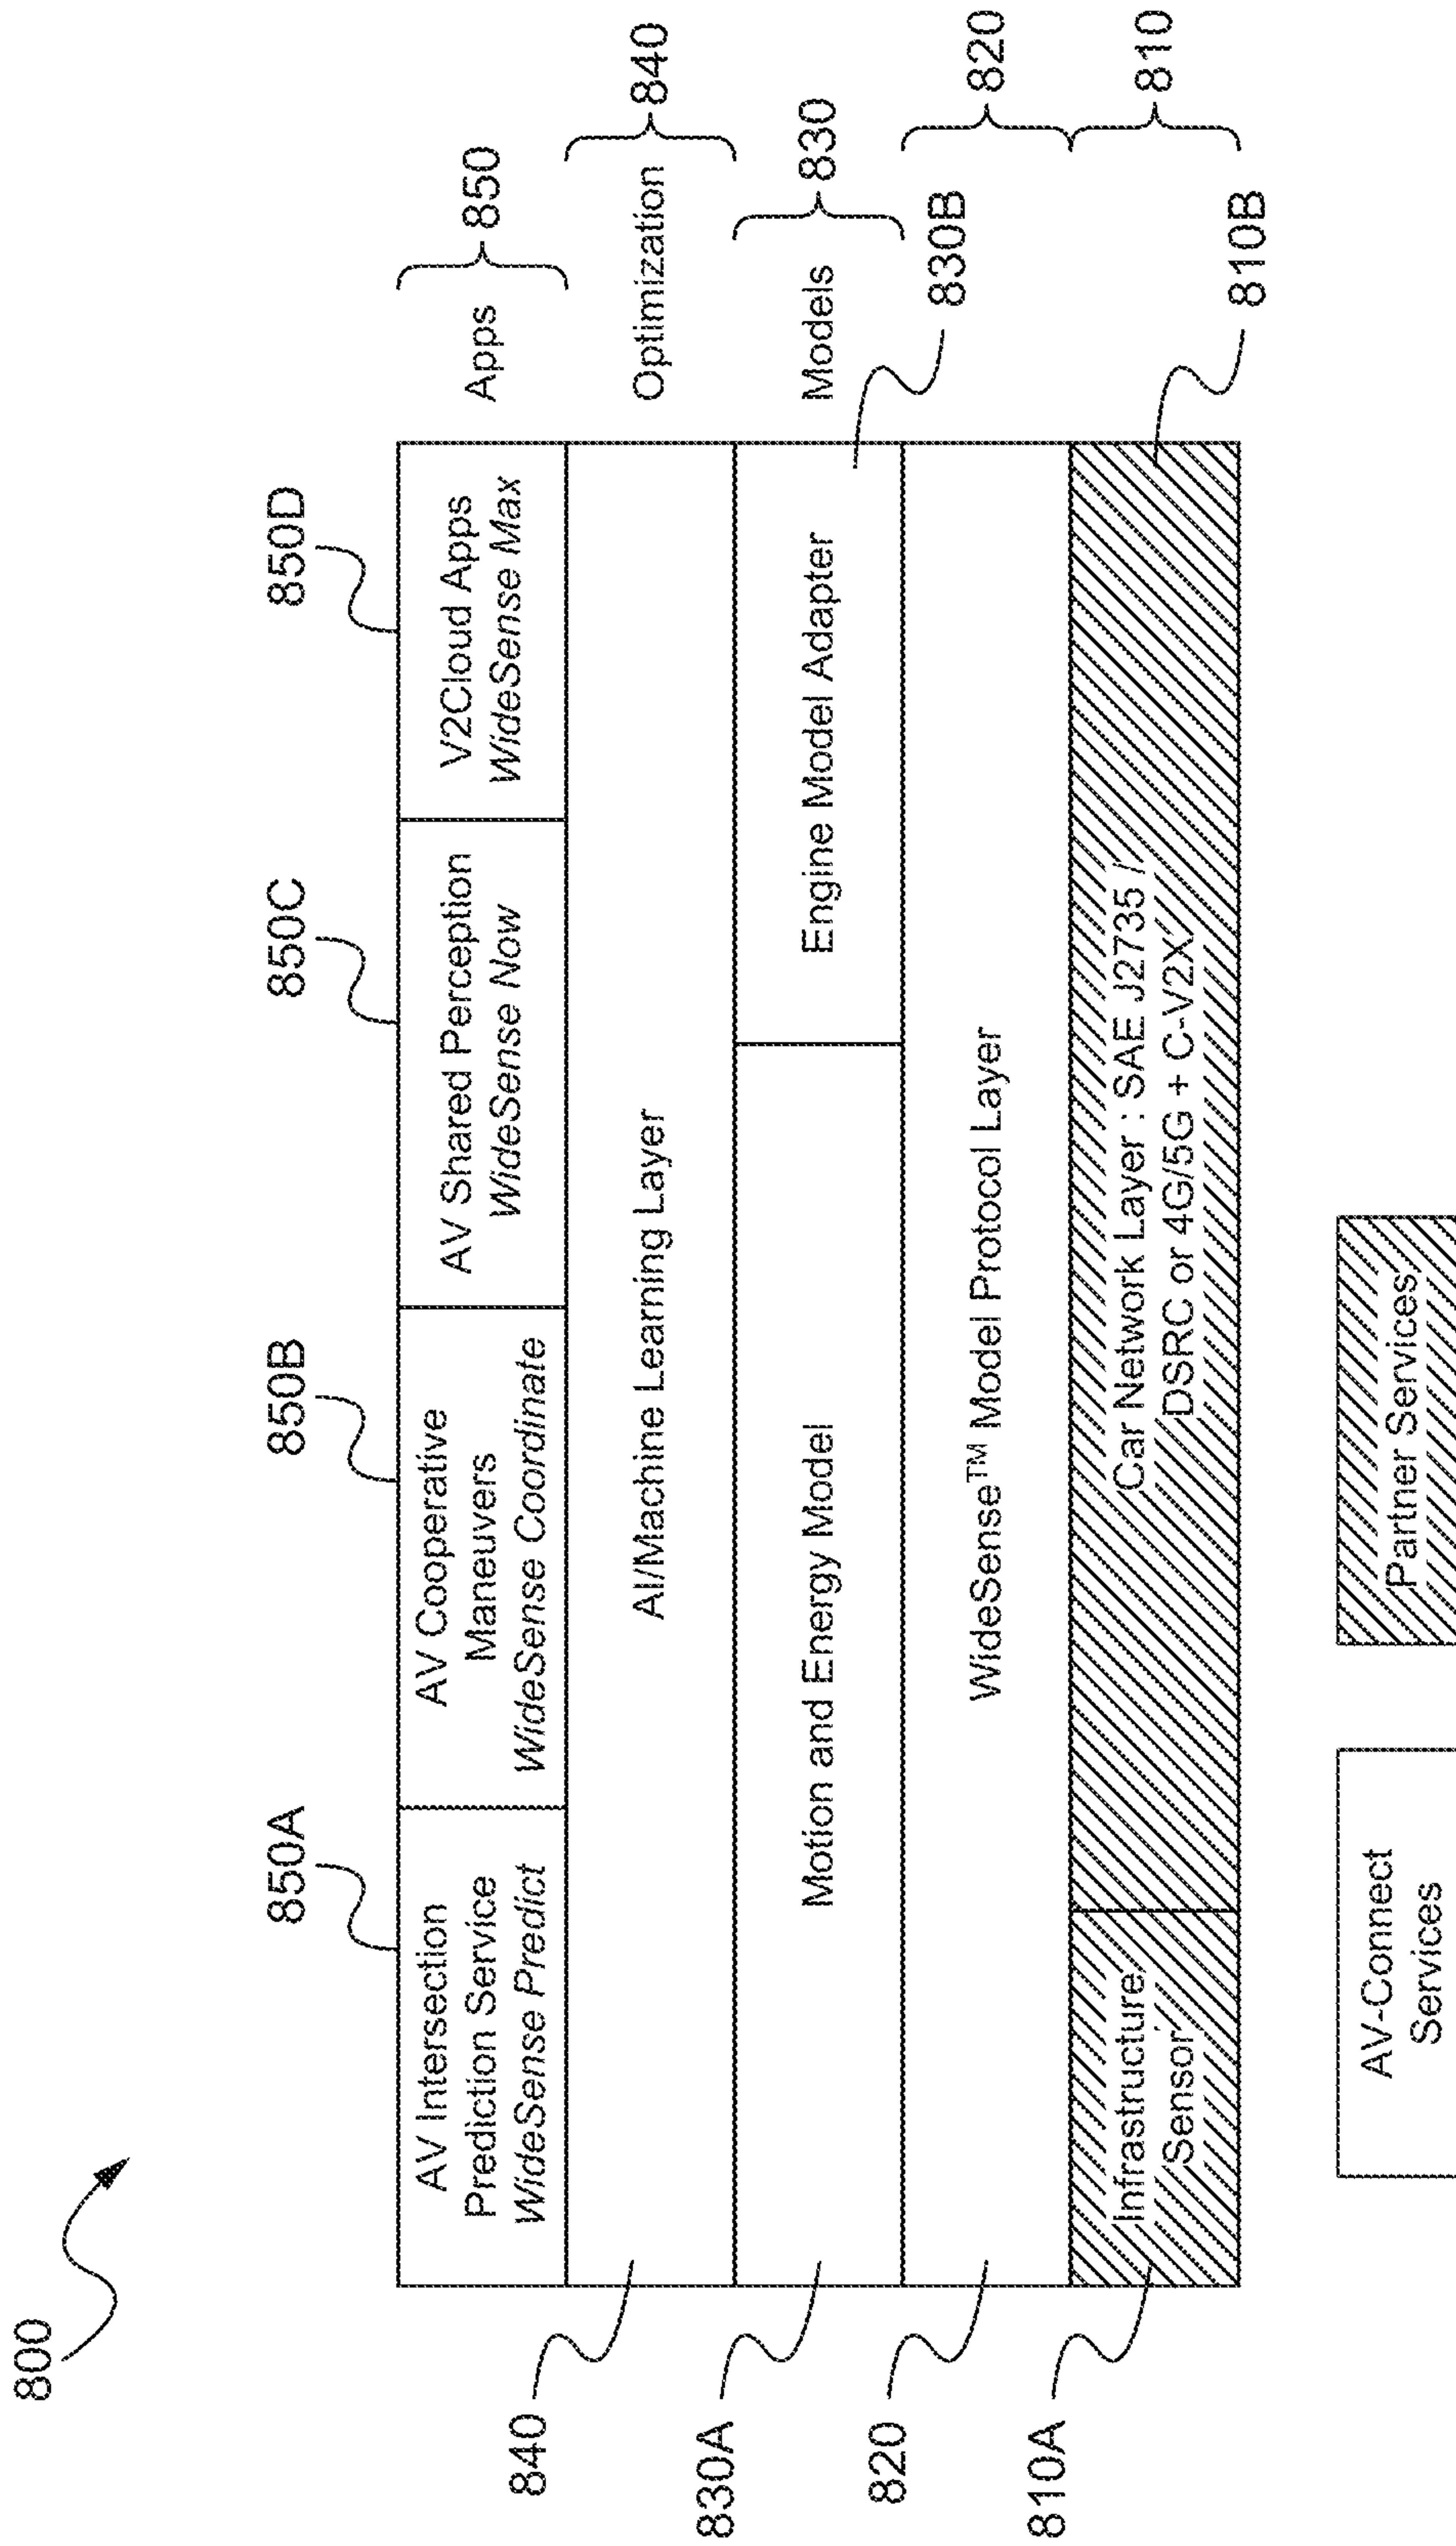 800
850A
850B
850C
850D
AV Intersection
Prediction Service
WideSense Predict
AV Cooperative
Maneuvers
WideSense Coordinate
AV Shared Perception
WideSense Now
V2Cloud Apps
WideSense Max
Apps
850
840
AI/Machine Learning Layer
Optimization
840
830A
Motion and Energy Model
Engine Model Adapter
Models
830
830B
820
WideSense™ Model Protocol Layer
820
810A
Infrastructure
Sensor
Car Network Layer : SAE J2735 /
DSRC or 4G/5G + C-V2X
810
810B
AV-Connect
Services
Partner Services